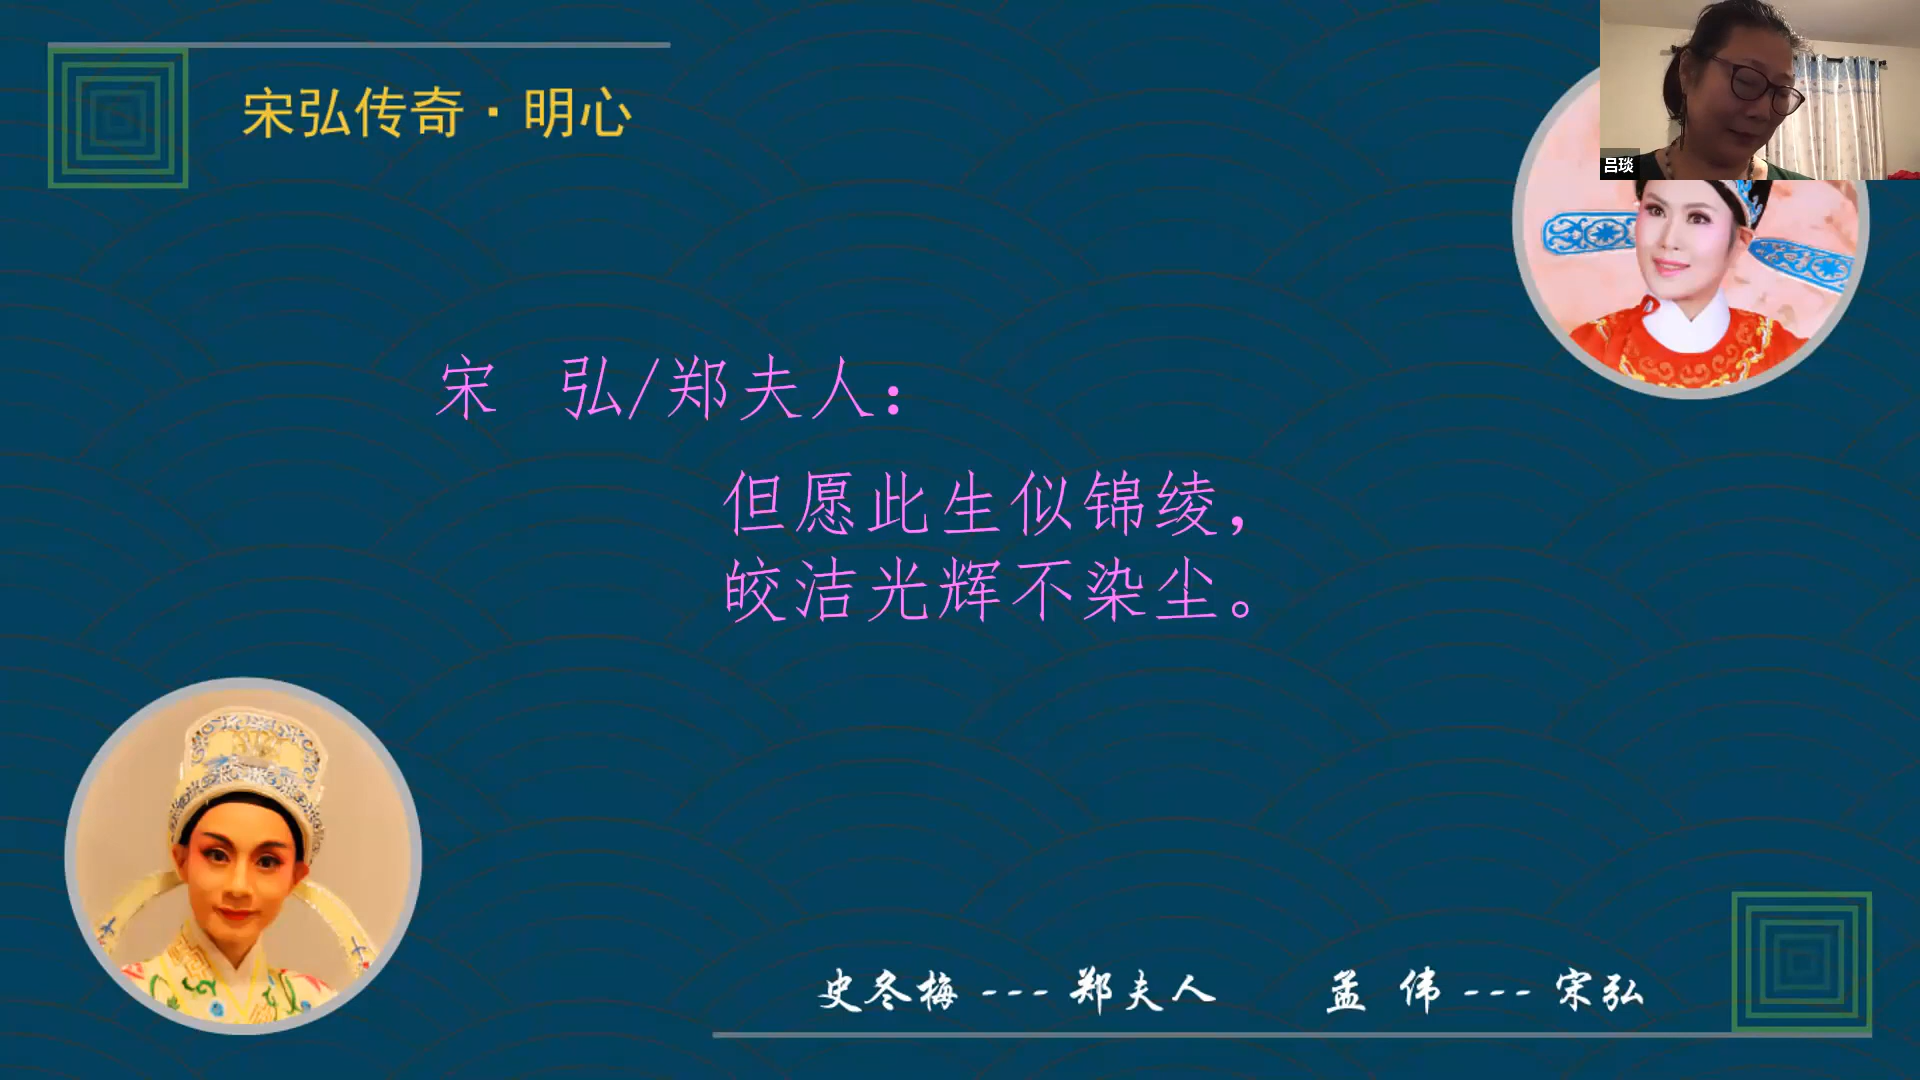 宋弘传奇·明心
吕琰
宋　弘/郑夫人：
但愿此生似锦绫，
皎洁光辉不染尘。
史冬梅 --- 郑夫人　　孟　伟 --- 宋弘